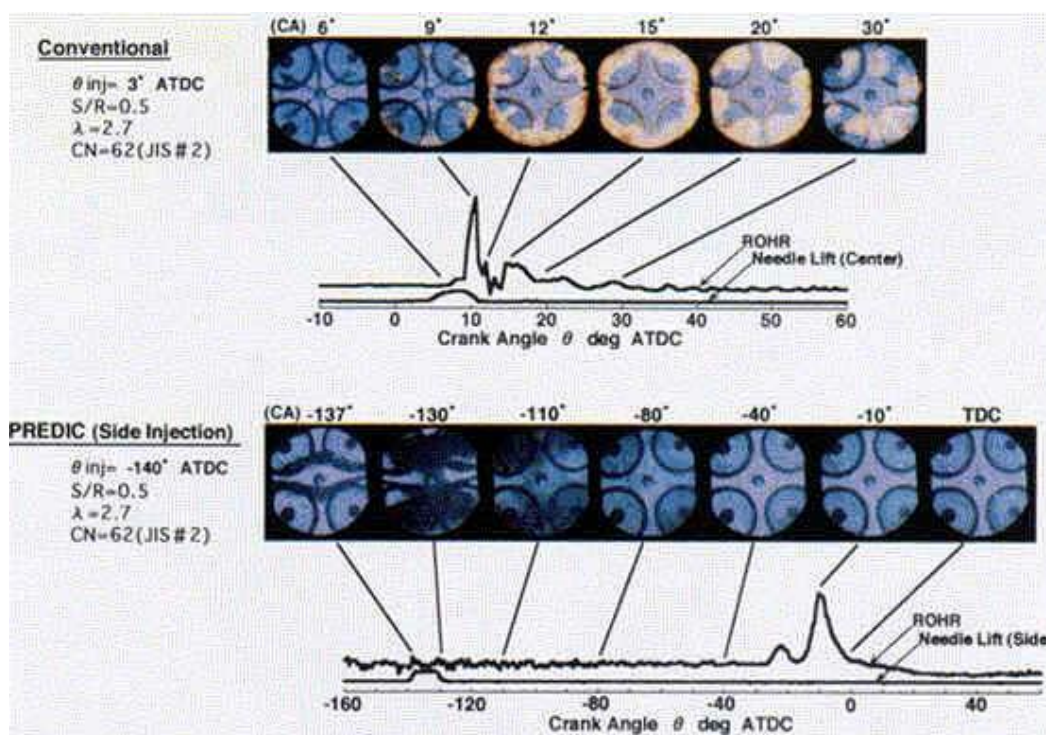 (CA) 6° 9° 12° 15° 20° 30°
Conventional
θ inj= 3° ATDC
S/R=0.5
λ=2.7
CN=62(JIS#2)
ROHR
Needle Lift (Center)
-10 0 10 20 30 40 50 60
Crank Angle θ deg ATDC
(CA) -137° -130° -110° -80° -40° -10° TDC
PREDIC (Side Injection)
θ inj= -140° ATDC
S/R=0.5
λ=2.7
CN=62(JIS#2)
ROHR
Needle Lift (Side
-160 -120 -80 -40 0 40
Crank Angle θ deg ATDC